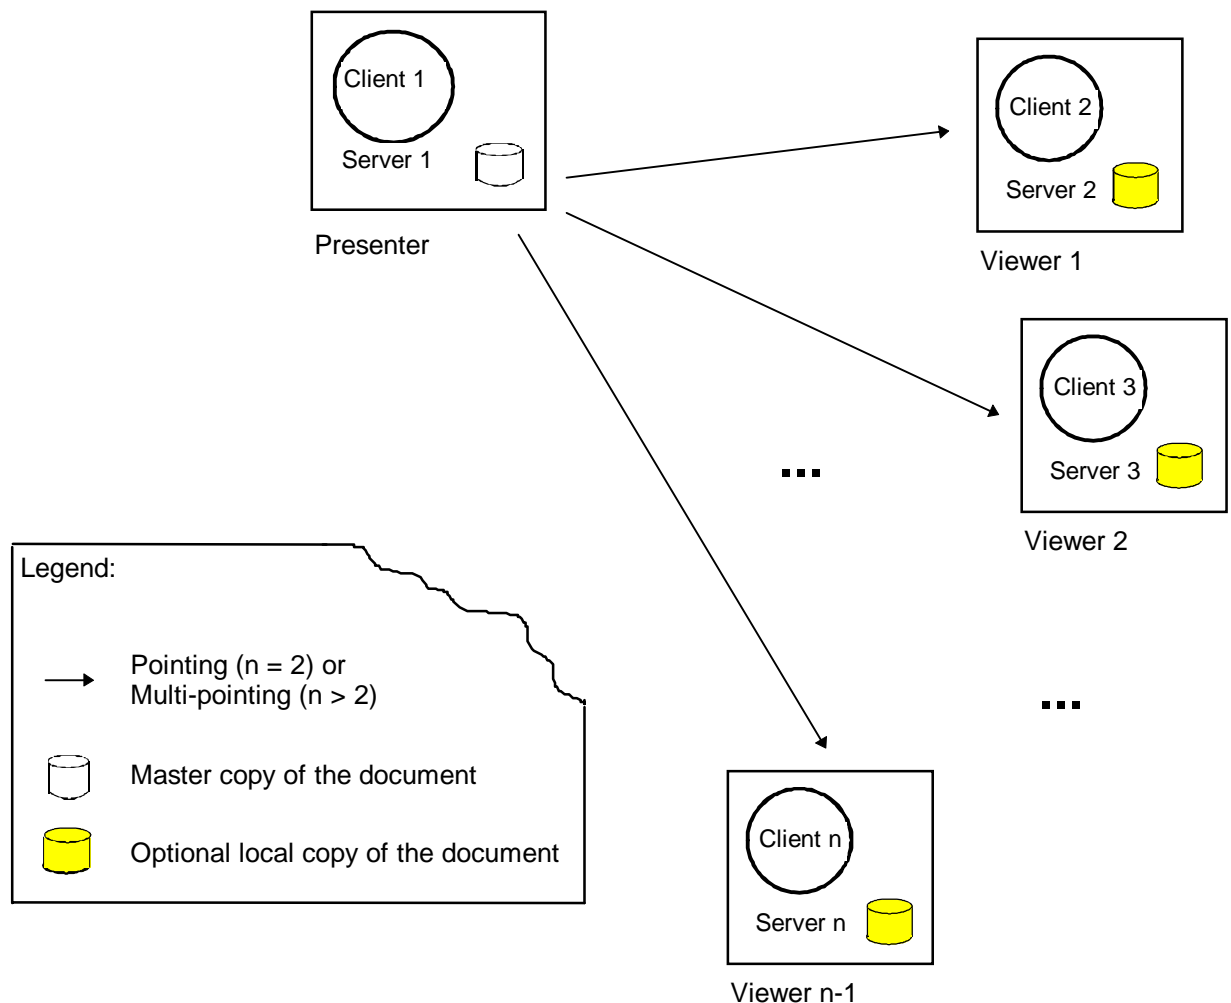 Client 1
Server 1
Presenter
Client 2
Server 2
Viewer 1
Client 3
Server 3
Viewer 2
...
...
Legend:
Pointing (n = 2) or
Multi-pointing (n > 2)
Master copy of the document
Optional local copy of the document
Client n
Server n
Viewer n-1